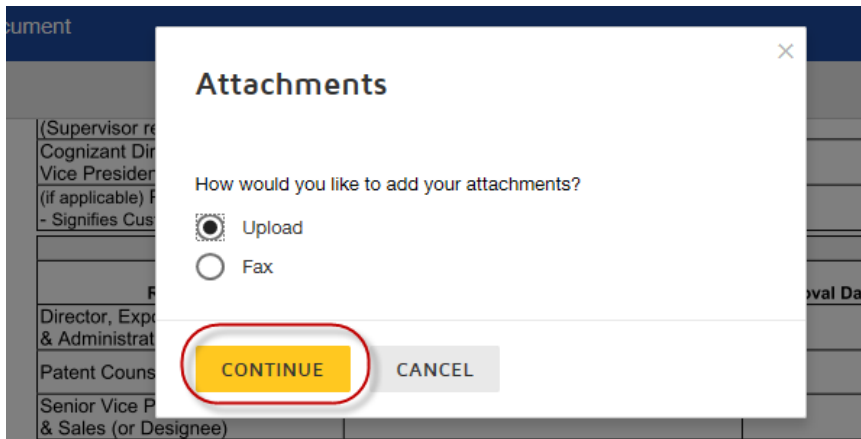 cument
×
Attachments
(Supervisor re
Cognizant Dir
Vice Presiden
How would you like to add your attachments?
(if applicable)
- Signifies Cus
Upload
Fax
oval Da
Director, Expo
& Administrat
Patent Couns
CONTINUE
CANCEL
Senior Vice P
& Sales (or Designee)